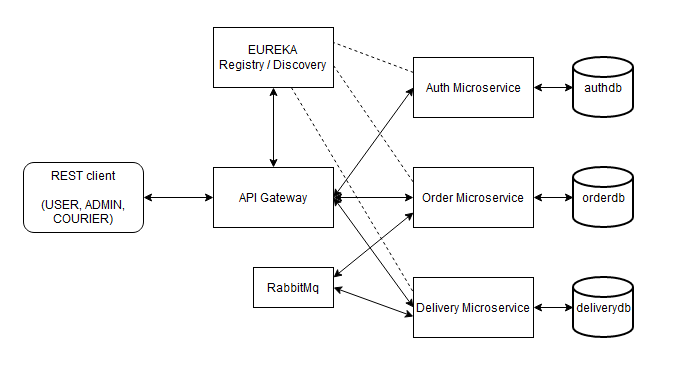 EUREKA
Registry / Discovery
Auth Microservice
authdb
REST client
(USER, ADMIN,
COURIER)
API Gateway
Order Microservice
orderdb
RabbitMq
Delivery Microservice
deliverydb